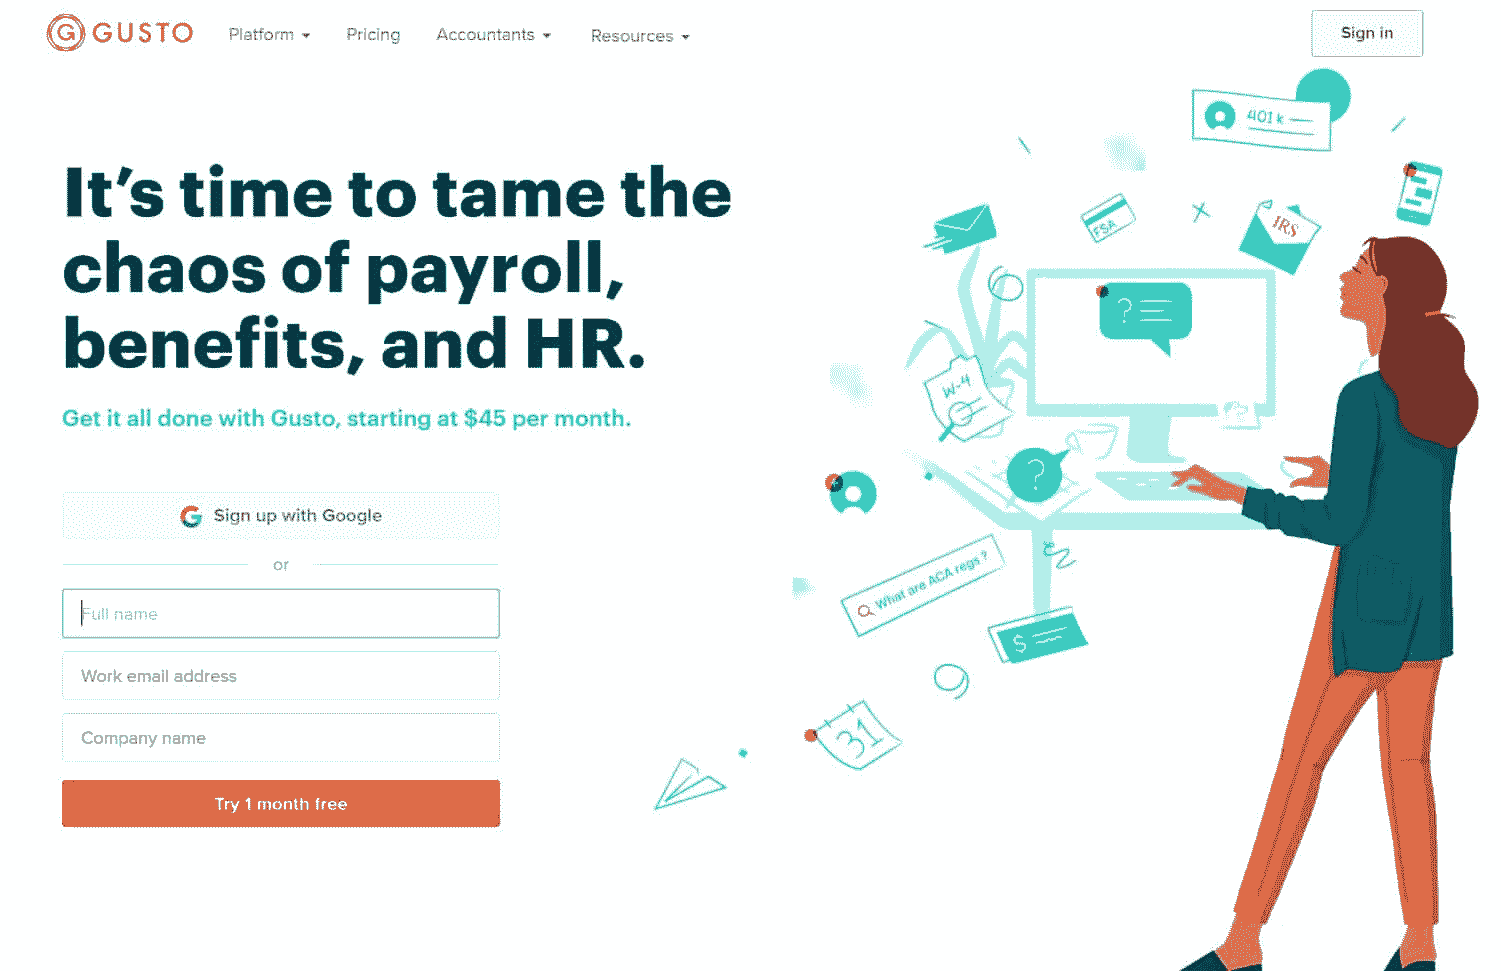 GUSTO
Platform
Pricing
Accountants
Resources
Sign in
It's time to tame the
chaos of payroll,
benefits, and HR.
Get it all done with Gusto, starting at $45 per month.
Sign up with Google
or
Full name
Work email address
Company name
Try 1 month free
401k
FSA
IRS
?
W-4
?
What are ACA regs?
$
31